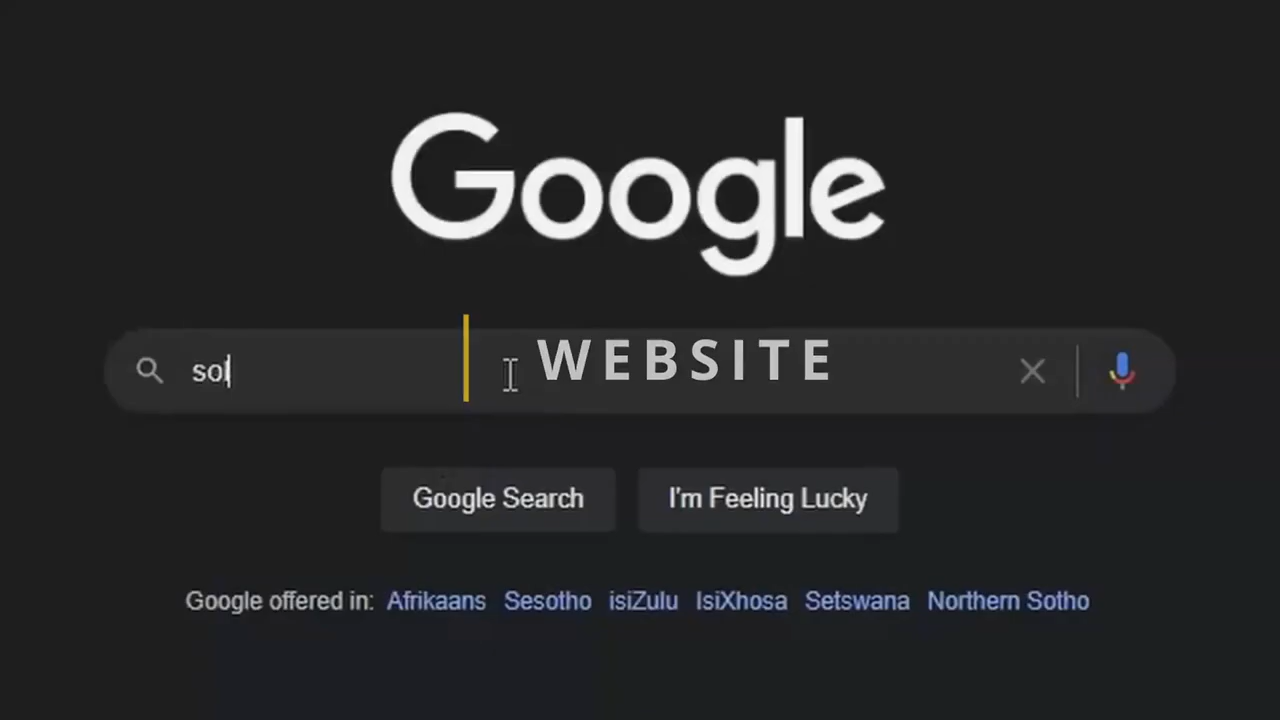 Google
sol
WEBSITE
Google Search
I'm Feeling Lucky
Google offered in: Afrikaans Sesotho isiZulu IsiXhosa Setswana Northern Sotho